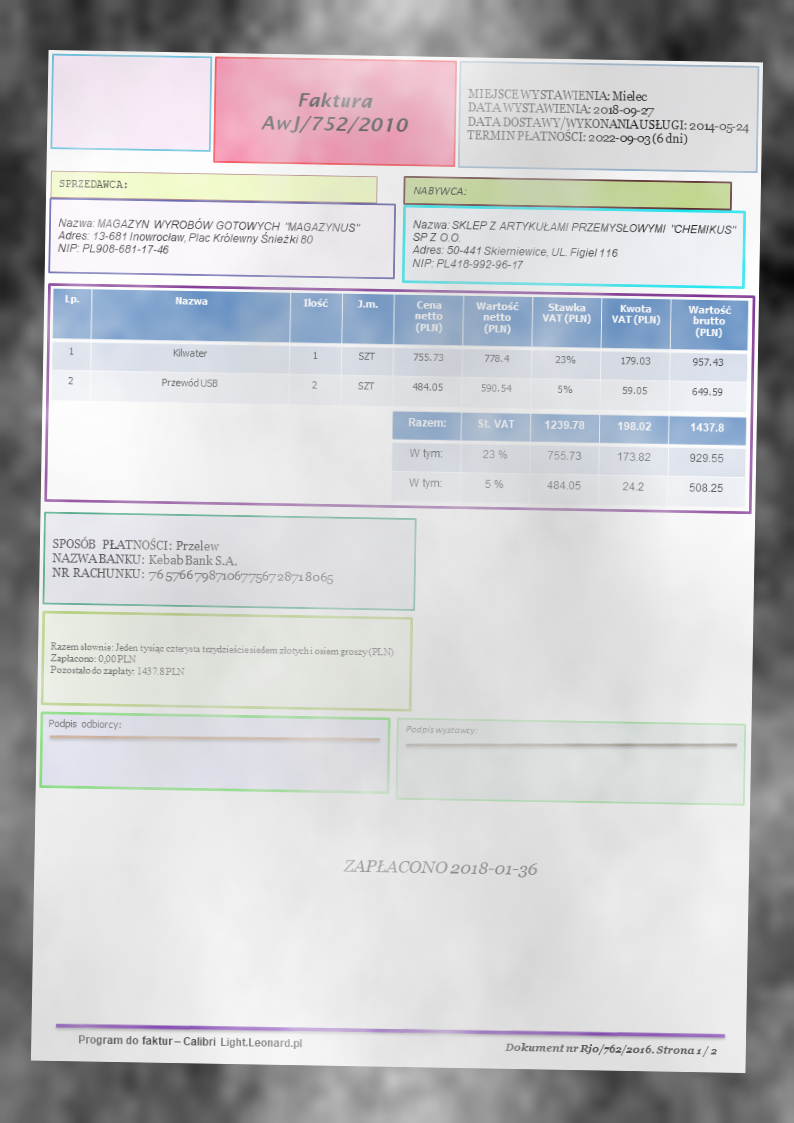 Faktura
AwJ/752/2010
MIEJSCE WYSTAWIENIA: Mielec
DATA WYSTAWIENIA: 2018-09-27
DATA DOSTAWY/WYKONANIA USŁUGI: 2014-05-24
TERMIN PŁATNOŚCI: 2022-09-03 (6 dni)
SPRZEDAWCA:
Nazwa: MAGAZYN WYROBÓW GOTOWYCH "MAGAZYNUS"
Adres: 13-681 Inowrocław, Plac Królewny Śnieżki 80
NIP: PL908-681-17-46
NABYWCA:
Nazwa: SKLEP Z ARTYKUŁAMI PRZEMYSŁOWYMI "CHEMIKUS"
SP Z O.O.
Adres: 50-441 Skierniewice, UL. Figiel 116
NIP: PL418-992-96-17
Lp. Nazwa Ilość J.m. Cena netto (PLN) Wartość netto (PLN) Stawka VAT (PLN) Kwota VAT (PLN) Wartość brutto (PLN)
1 Kilwater 1 SZT 755.73 778.4 23% 179.03 957.43
2 Przewód USB 2 SZT 484.05 590.54 5% 59.05 649.59
Razem: St. VAT 1239.78 198.02 1437.8
W tym: 23 % 755.73 173.82 929.55
W tym: 5 % 484.05 24.2 508.25
SPOSÓB PŁATNOŚCI: Przelew
NAZWA BANKU: Kebab Bank S.A.
NR RACHUNKU: 76576679871067756728718065
Razem słownie: Jeden tysiąc czterysta trzydzieście siedem złotych i osiem groszy (PLN)
Zapłacono: 0,00 PLN
Pozostało do zapłaty: 1437.8 PLN
Podpis odbiorcy:
Podpis wystawcy:
ZAPŁACONO 2018-01-36
Program do faktur – Calibri Light.Leonard.pl
Dokument nr Rjo/762/2016. Strona 1 / 2